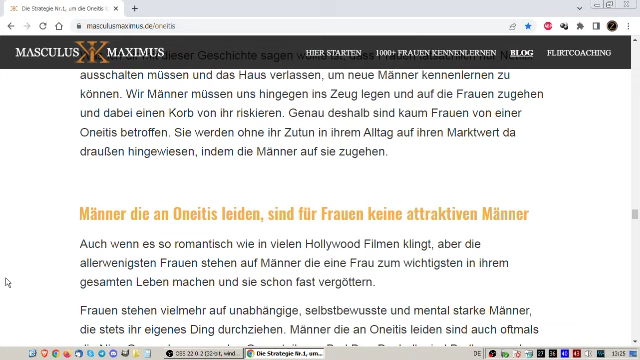 Die Strategie Nr.1, um die Oneitis
masculusmaximus.de/oneitis
MASCULUS MAXIMUS
HIER STARTEN
1000+ FRAUEN KENNENLERNEN
BLOG
FLIRTCOACHING
dieser Geschichte sagen
dass Frauen tatsächlich nur
ausschalten müssen und das Haus verlassen, um neue Männer kennenlernen zu
können. Wir Männer müssen uns hingegen ins Zeug legen und auf die Frauen zugehen
und dabei einen Korb von ihr riskieren. Genau deshalb sind kaum Frauen von einer
Oneitis betroffen. Sie werden ohne ihr Zutun in ihrem Alltag auf ihren Marktwert da
draußen hingewiesen, indem die Männer auf sie zugehen.
Männer die an Oneitis leiden, sind für Frauen keine attraktiven Männer
Auch wenn es so romantisch wie in vielen Hollywood Filmen klingt, aber die
allerwenigsten Frauen stehen auf Männer die eine Frau zum wichtigsten in ihrem
gesamten Leben machen und sie schon fast vergöttern.
Frauen stehen vielmehr auf unabhängige, selbstbewusste und mental starke Männer,
die stets ihr eigenes Ding durchziehen. Männer die an Oneitis leiden sind auch oftmals
OBS 22.0.2 (32-bit, wind...
Die Strategie Nr.1, um...
DE
13:25